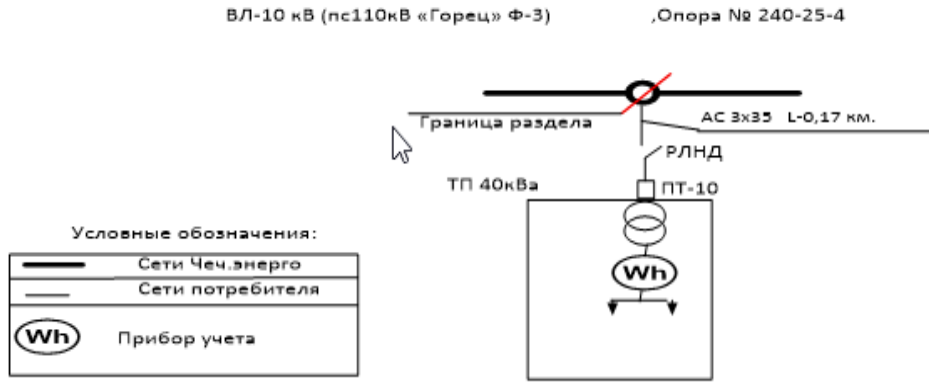 ВЛ-10 кВ (пс110кВ «Горец» Ф-3) ,Опора № 240-25-4
Граница раздела
АС 3х35 L-0,17 км.
РЛНД
ТП 40кВа
ПТ-10
Wh
Условные обозначения:
Сети Чеч.энерго
Сети потребителя
Wh Прибор учета